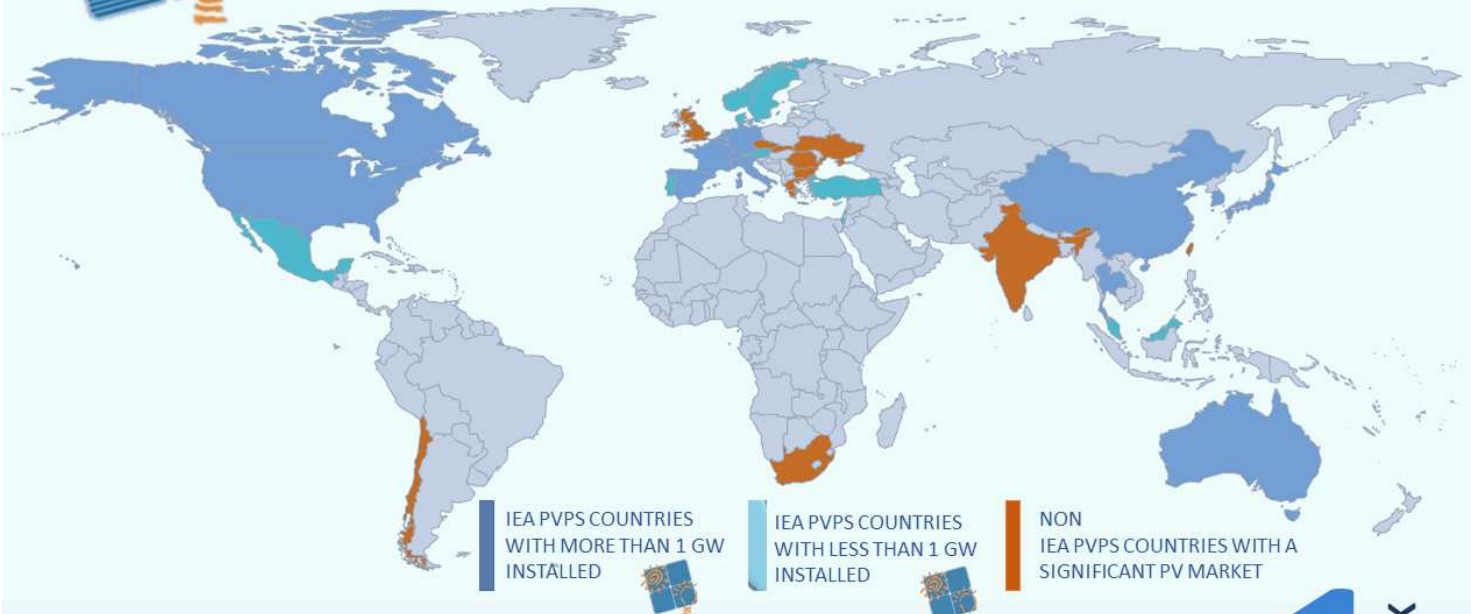 IEA PVPS COUNTRIES
WITH MORE THAN 1 GW
INSTALLED
IEA PVPS COUNTRIES
WITH LESS THAN 1 GW
INSTALLED
NON
IEA PVPS COUNTRIES WITH A
SIGNIFICANT PV MARKET